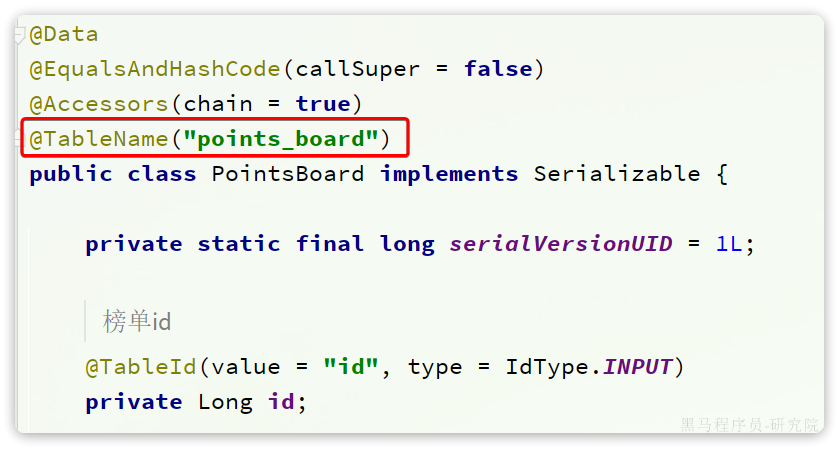 @Data
@EqualsAndHashCode(callSuper = false)
@Accessors(chain = true)
@TableName("points_board")
public class PointsBoard implements Serializable {
private static final long serialVersionUID = 1L;
榜单id
@TableId(value = "id", type = IdType.INPUT)
private Long id;
黑马程序员-研究院